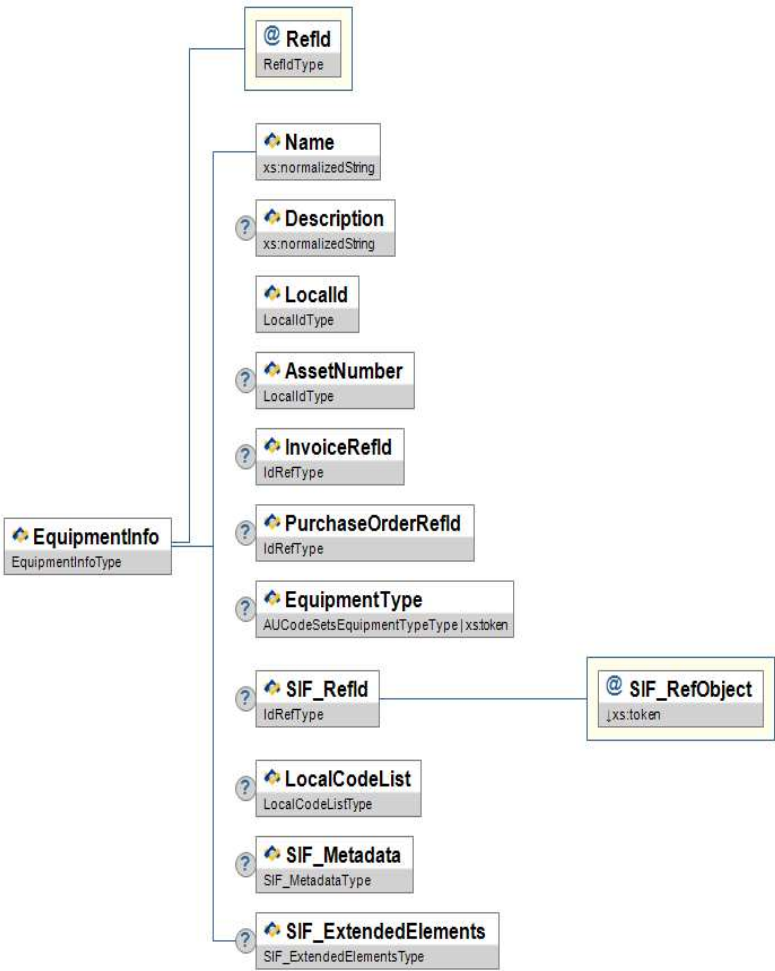 @ RefId
RefIdType
Name
xs:normalizedString
? Description
xs:normalizedString
LocalId
LocalIdType
? AssetNumber
LocalIdType
? InvoiceRefId
IdRefType
EquipmentInfo
EquipmentInfoType
? PurchaseOrderRefId
IdRefType
? EquipmentType
AUCodeSetsEquipmentTypeType | xs:token
? SIF_RefId
IdRefType
@ SIF_RefObject
↓xs:token
? LocalCodeList
LocalCodeListType
? SIF_Metadata
SIF_MetadataType
? SIF_ExtendedElements
SIF_ExtendedElementsType